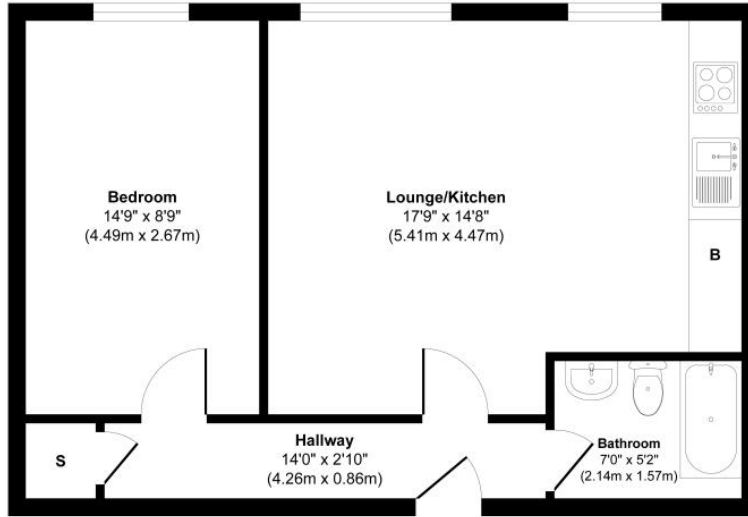 Bedroom
14'9" x 8'9"
(4.49m x 2.67m)
Lounge/Kitchen
17'9" x 14'8"
(5.41m x 4.47m)
B
S
Hallway
14'0" x 2'10"
(4.26m x 0.86m)
Bathroom
7'0" x 5'2"
(2.14m x 1.57m)